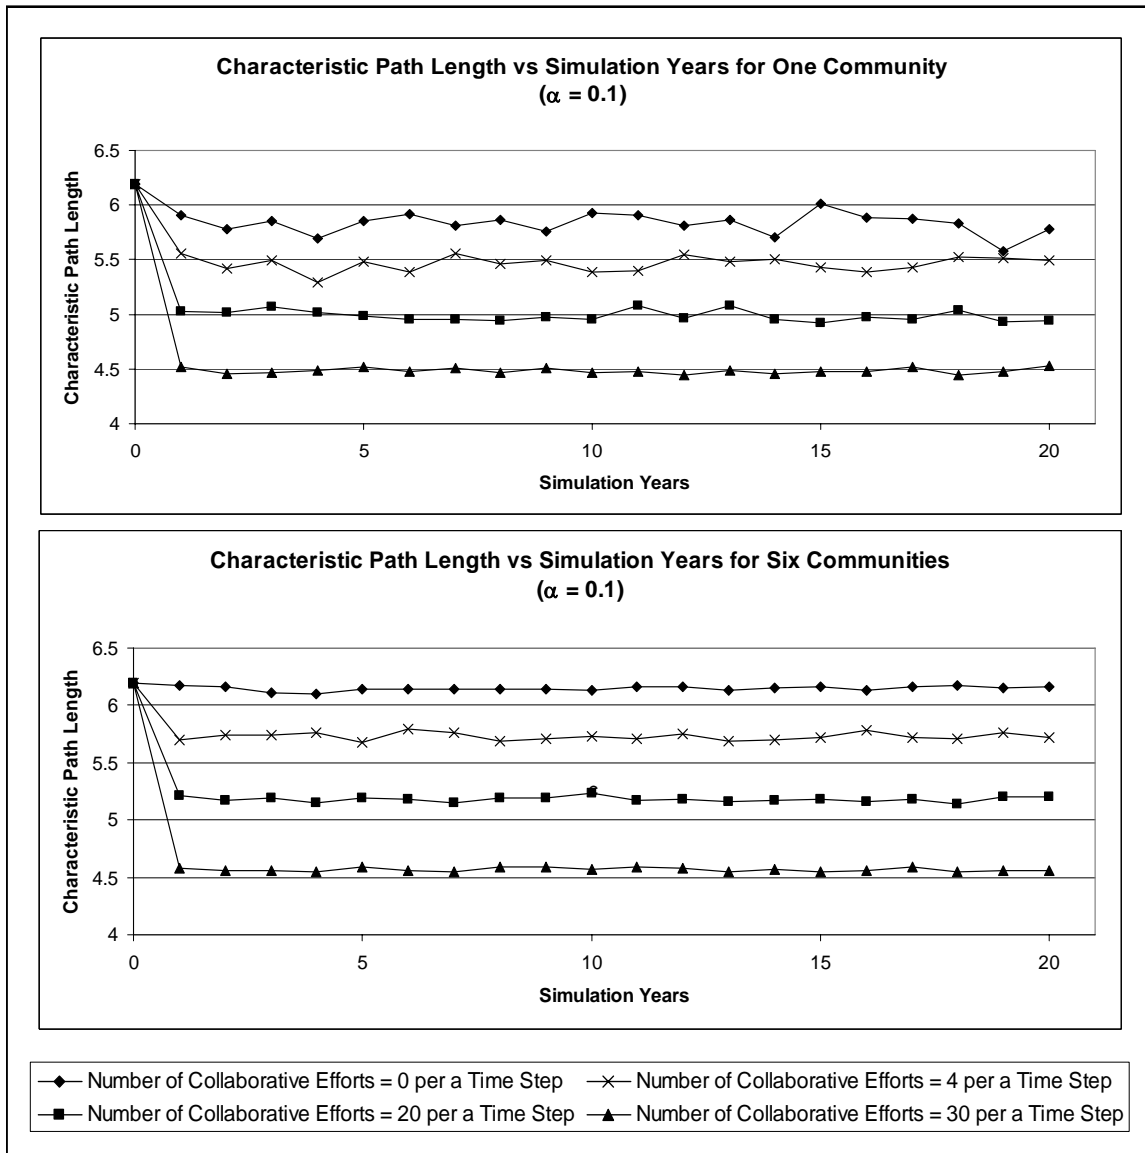 Characteristic Path Length vs Simulation Years for One Community
(α = 0.1)
Characteristic Path Length
6.5
6
5.5
5
4.5
4
0 5 10 15 20
Simulation Years
Characteristic Path Length vs Simulation Years for Six Communities
(α = 0.1)
Characteristic Path Length
6.5
6
5.5
5
4.5
4
0 5 10 15 20
Simulation Years
Number of Collaborative Efforts = 0 per a Time Step Number of Collaborative Efforts = 4 per a Time Step
Number of Collaborative Efforts = 20 per a Time Step Number of Collaborative Efforts = 30 per a Time Step